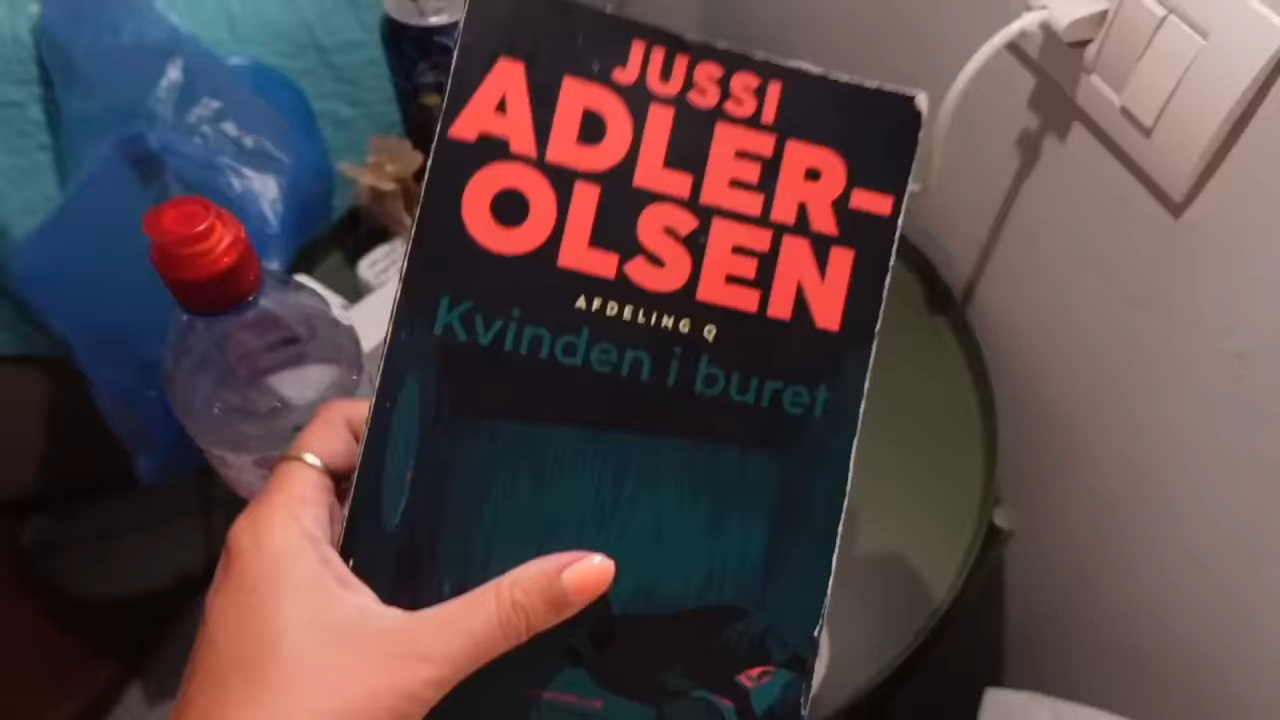 JUSSI
ADLER-
OLSEN
AFDELING Q
Kvinden i buret